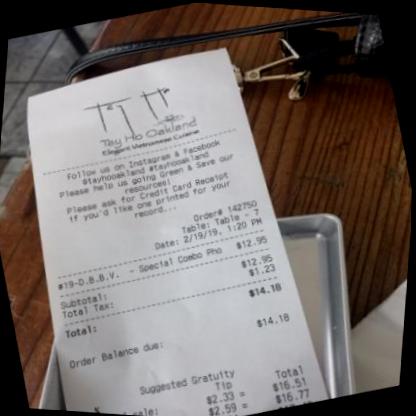 Tay Ho Oakland
Elegant Vietnamese Cuisine
Follow us on Instagram & Facebook
@tayhooakland #tayhooakland
Please help us going Green & Save our
resources!
Please ask for Credit Card Receipt
if you'd like one printed for your
record...
Order# 142750
Table: Table - 7
Date: 2/19/19, 1:20 PM
#19-D.B.B.V. - Special Combo Pho $12.95
Subtotal: $12.95
Total Tax: $1.23
Total: $14.18
Order Balance due: $14.18
Suggested Gratuity
Tip Total
$2.33 = $16.51
sale: $2.59 = $16.77